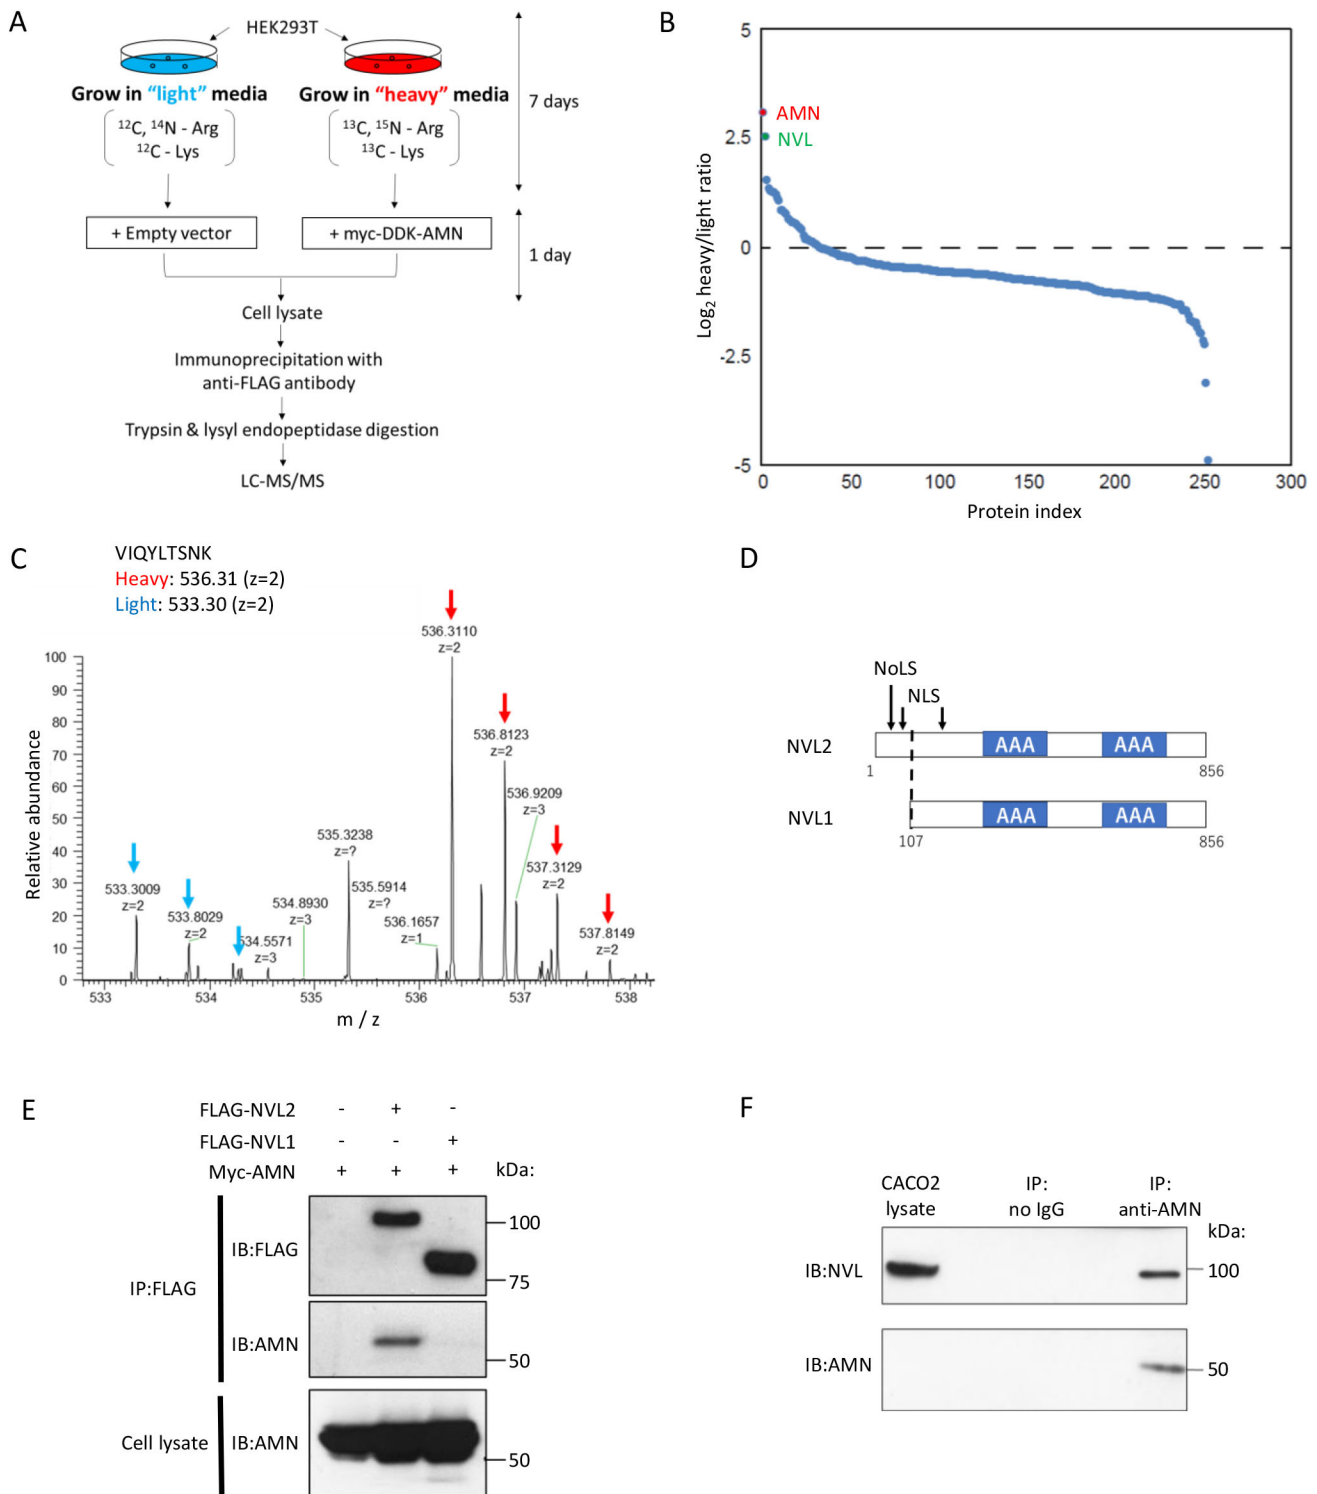 A
HEK293T
Grow in “light” media
Grow in “heavy” media
12C, 14N - Arg
12C - Lys
13C, 15N - Arg
13C - Lys
7 days
+ Empty vector
+ myc-DDK-AMN
1 day
Cell lysate
Immunoprecipitation with
anti-FLAG antibody
Trypsin & lysyl endopeptidase digestion
LC-MS/MS
B
5
2.5
0
-2.5
-5
AMN
NVL
Log2 heavy/light ratio
0 50 100 150 200 250 300
Protein index
C
VIQYLTSNK
Heavy: 536.31 (z=2)
Light: 533.30 (z=2)
Relative abundance
100
90
80
70
60
50
40
30
20
10
0
536.3110
z=2
536.8123
z=2
536.9209
z=3
535.3238
z=?
537.3129
z=2
533.3009
z=2
535.5914
z=?
534.8930
z=3
533.8029
z=2
536.1657
z=1
537.8149
z=2
534.5571
z=3
533 534 535 536 537 538
m / z
D
NoLS
NLS
NVL2
AAA AAA
1 856
NVL1
AAA AAA
107 856
E
FLAG-NVL2 - + -
FLAG-NVL1 - - +
Myc-AMN + + +
kDa:
IP:FLAG
IB:FLAG
100
75
IB:AMN
50
Cell lysate
IB:AMN
50
F
CACO2
lysate
IP:
no IgG
IP:
anti-AMN
kDa:
IB:NVL
100
IB:AMN
50